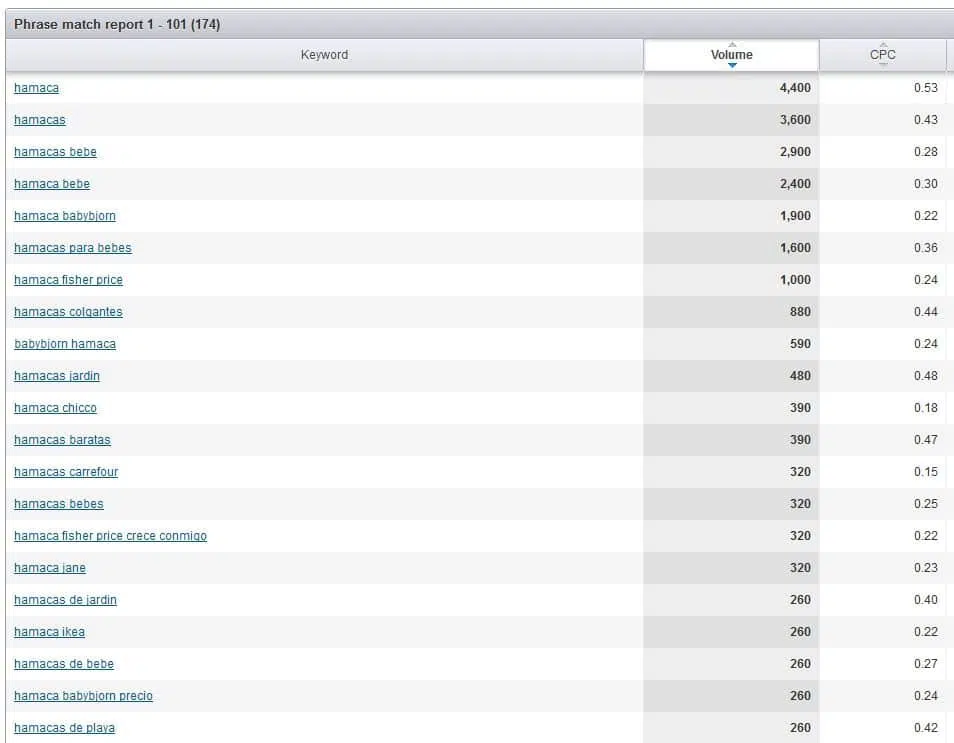 Phrase match report 1 - 101 (174)
Keyword Volume CPC
hamaca 4,400 0.53
hamacas 3,600 0.43
hamacas bebe 2,900 0.28
hamaca bebe 2,400 0.30
hamaca babybjorn 1,900 0.22
hamacas para bebes 1,600 0.36
hamaca fisher price 1,000 0.24
hamacas colgantes 880 0.44
babybjorn hamaca 590 0.24
hamacas jardin 480 0.48
hamaca chicco 390 0.18
hamacas baratas 390 0.47
hamacas carrefour 320 0.15
hamacas bebes 320 0.25
hamaca fisher price crece conmigo 320 0.22
hamaca jane 320 0.23
hamacas de jardin 260 0.40
hamaca ikea 260 0.22
hamacas de bebe 260 0.27
hamaca babybjorn precio 260 0.24
hamacas de playa 260 0.42